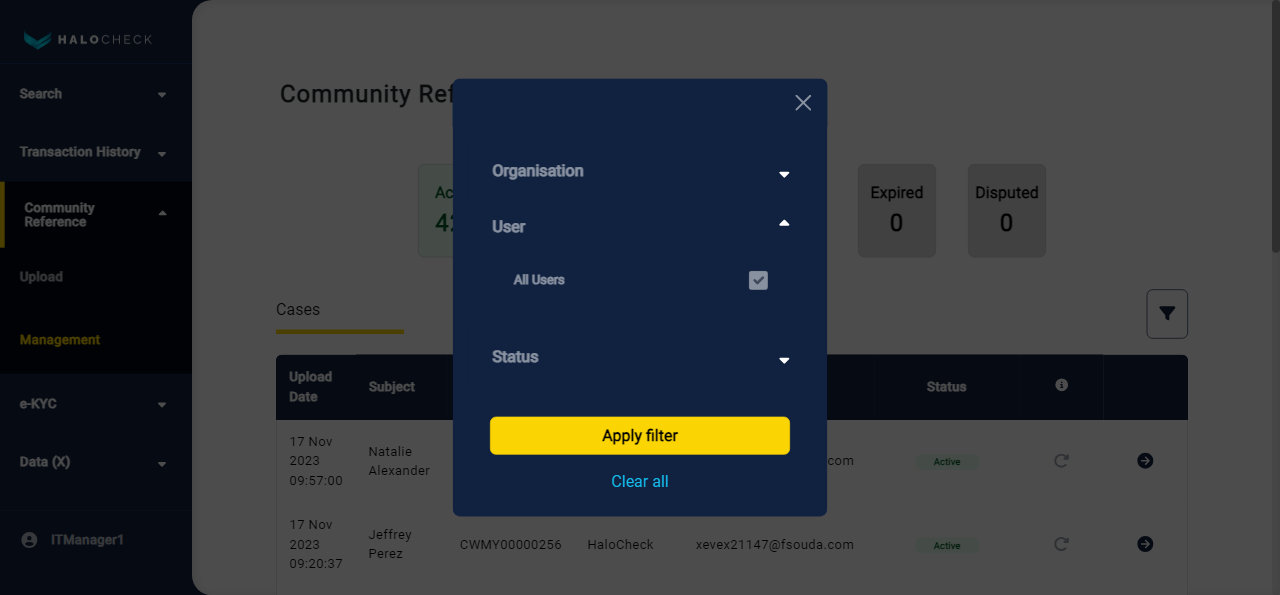 HALOCHECK
Search
Transaction History
Community
Reference
Upload
Management
e-KYC
Data (X)
ITManager1
Community Ref
Ac
42
Expired
0
Disputed
0
Cases
Organisation
User
All Users
Status
Apply filter
Clear all
Upload
Date
Subject
Status
17 Nov
2023
09:57:00
Natalie
Alexander
com
Active
17 Nov
2023
09:20:37
Jeffrey
Perez
CWMY00000256
HaloCheck
xevex21147@fsouda.com
Active